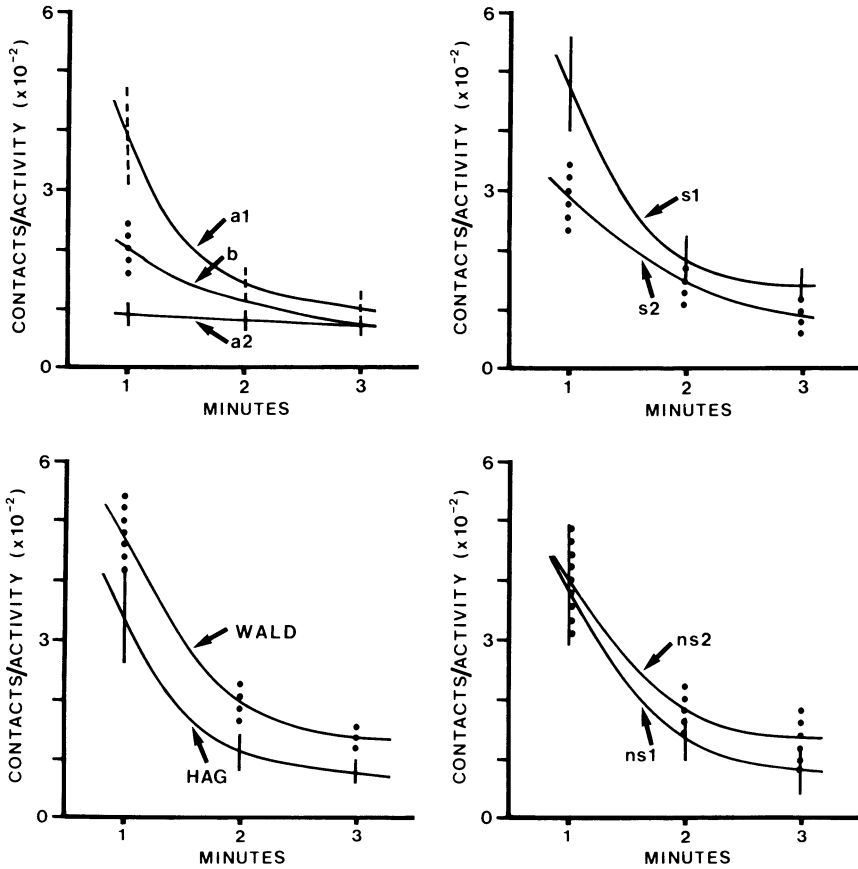 6
3
0
CONTACTS/ACTIVITY (x10-2)
a1
b
a2
1 2 3
MINUTES
6
3
0
CONTACTS/ACTIVITY (x10-2)
s1
s2
1 2 3
MINUTES
6
3
0
CONTACTS/ACTIVITY (x10-2)
WALD
HAG
1 2 3
MINUTES
6
3
0
CONTACTS/ACTIVITY (x10-2)
ns2
ns1
1 2 3
MINUTES